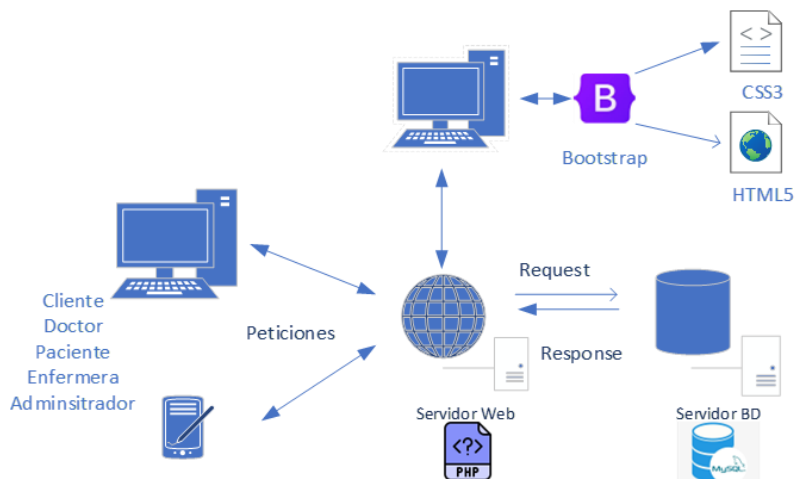 < >
CSS3
B
Bootstrap
HTML5
Cliente
Doctor
Paciente
Enfermera
Adminsitrador
Peticiones
Request
Response
Servidor Web
<?>
PHP
Servidor BD
MySQL